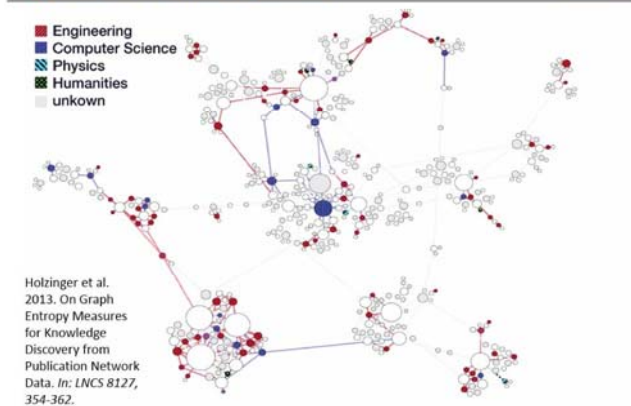 Engineering
Computer Science
Physics
Humanities
unkown
Holzinger et al.
2013. On Graph
Entropy Measures
for Knowledge
Discovery from
Publication Network
Data. In: LNCS 8127,
354-362.